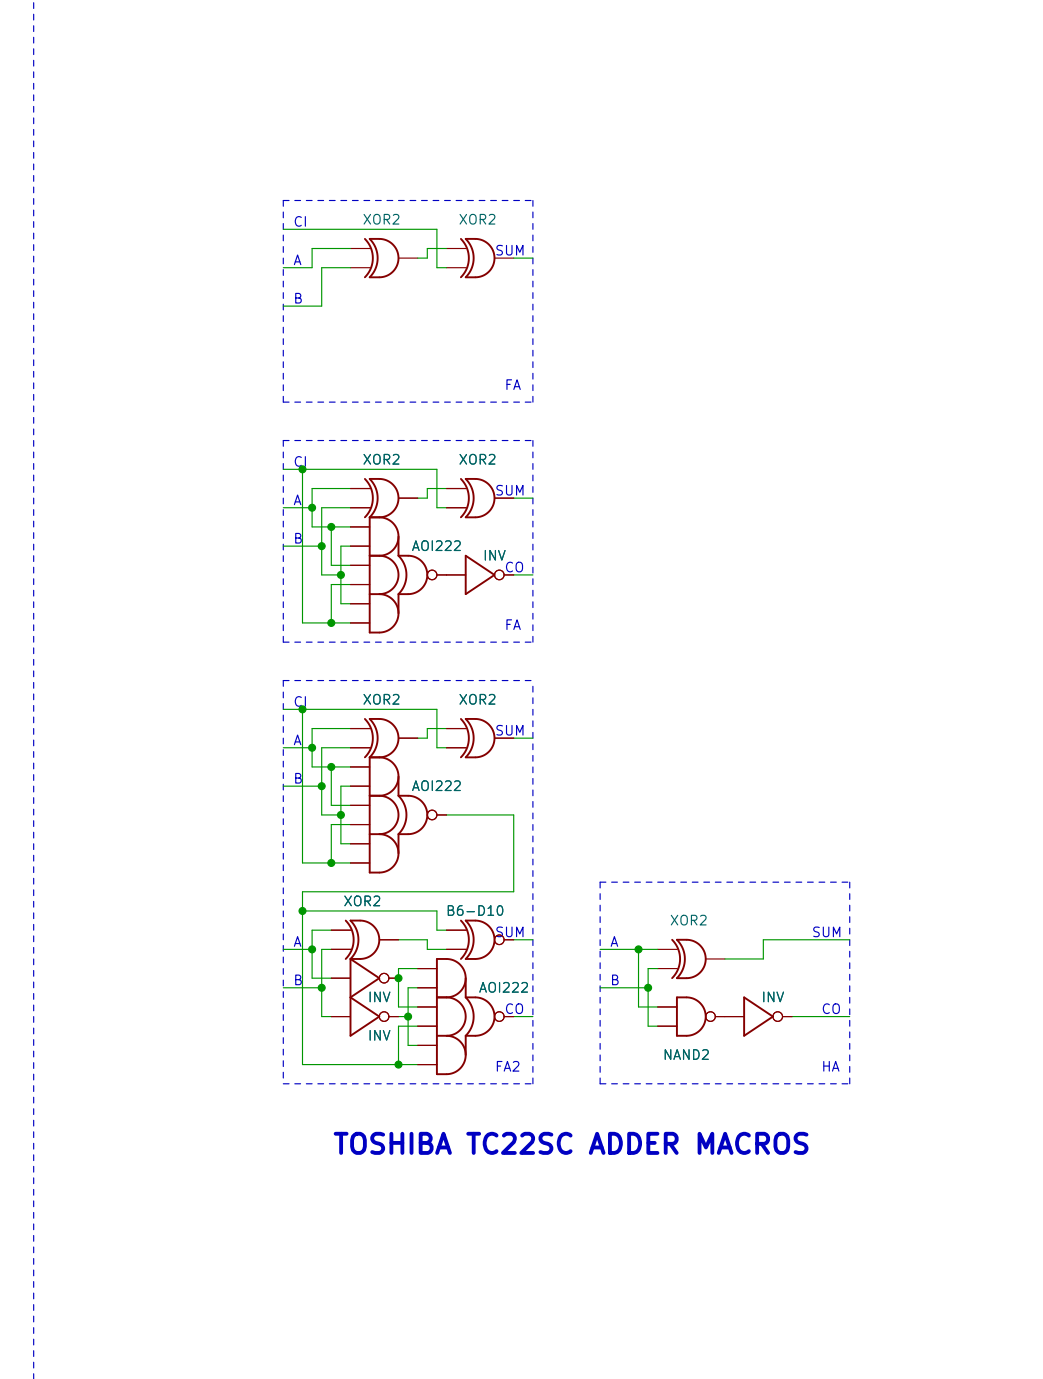 XOR2 XOR2
CI
SUM
A
B
FA
XOR2 XOR2
CI
SUM
A
B
AOI222
INV
CO
FA
XOR2 XOR2
CI
SUM
A
B
AOI222
XOR2
B6-D10
SUM
A
B
AOI222
INV
CO
INV
FA2
XOR2
SUM
A
B
INV
CO
NAND2
HA
TOSHIBA TC22SC ADDER MACROS